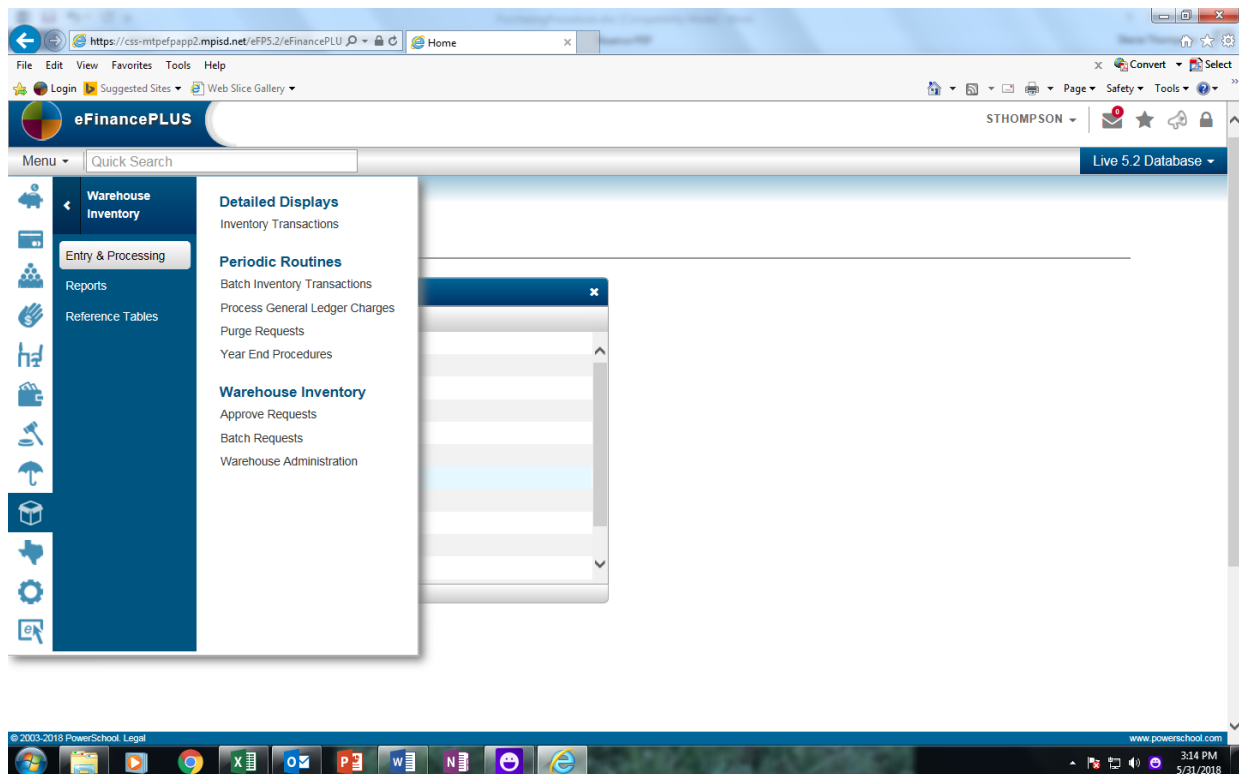 https://css-mtpefpapp2.mpisd.net/eFP5.2/eFinancePLU
Home
File Edit View Favorites Tools Help
x Convert Select
Login Suggested Sites Web Slice Gallery
Page Safety Tools
eFinancePLUS
STHOMPSON
0
Menu
Quick Search
Live 5.2 Database
Warehouse
Inventory
Entry & Processing
Reports
Reference Tables
Detailed Displays
Inventory Transactions
Periodic Routines
Batch Inventory Transactions
Process General Ledger Charges
Purge Requests
Year End Procedures
Warehouse Inventory
Approve Requests
Batch Requests
Warehouse Administration
© 2003-2018 PowerSchool. Legal
www.powerschool.com
3:14 PM
5/31/2018